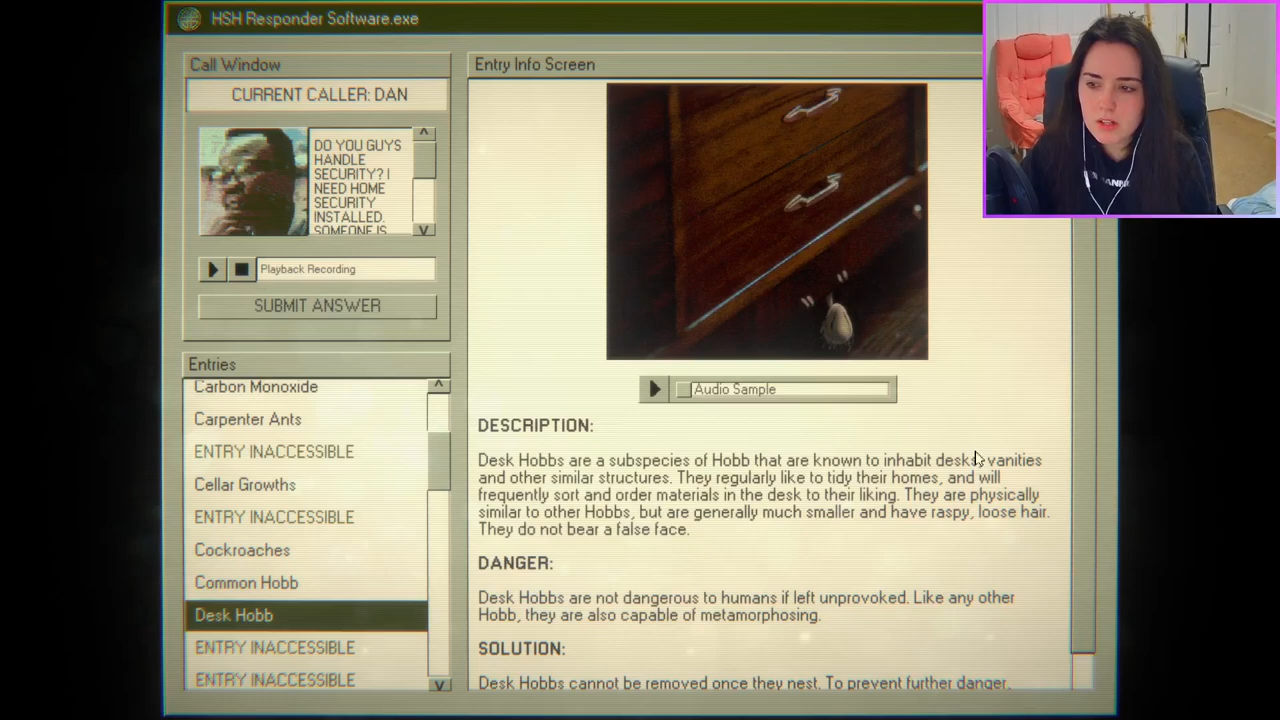 HSH Responder Software.exe
Call Window
CURRENT CALLER: DAN
DO YOU GUYS
HANDLE
SECURITY? I
NEED HOME
SECURITY
INSTALLED.
SOMEONE IS
Playback Recording
SUBMIT ANSWER
Entries
Carbon Monoxide
Carpenter Ants
ENTRY INACCESSIBLE
Cellar Growths
ENTRY INACCESSIBLE
Cockroaches
Common Hobb
Desk Hobb
ENTRY INACCESSIBLE
ENTRY INACCESSIBLE
Entry Info Screen
Audio Sample
DESCRIPTION:
Desk Hobbs are a subspecies of Hobb that are known to inhabit desks, vanities
and other similar structures. They regularly like to tidy their homes, and will
frequently sort and order materials in the desk to their liking. They are physically
similar to other Hobbs, but are generally much smaller and have raspy, loose hair.
They do not bear a false face.
DANGER:
Desk Hobbs are not dangerous to humans if left unprovoked. Like any other
Hobb, they are also capable of metamorphosing.
SOLUTION:
Desk Hobbs cannot be removed once they nest. To prevent further danger,